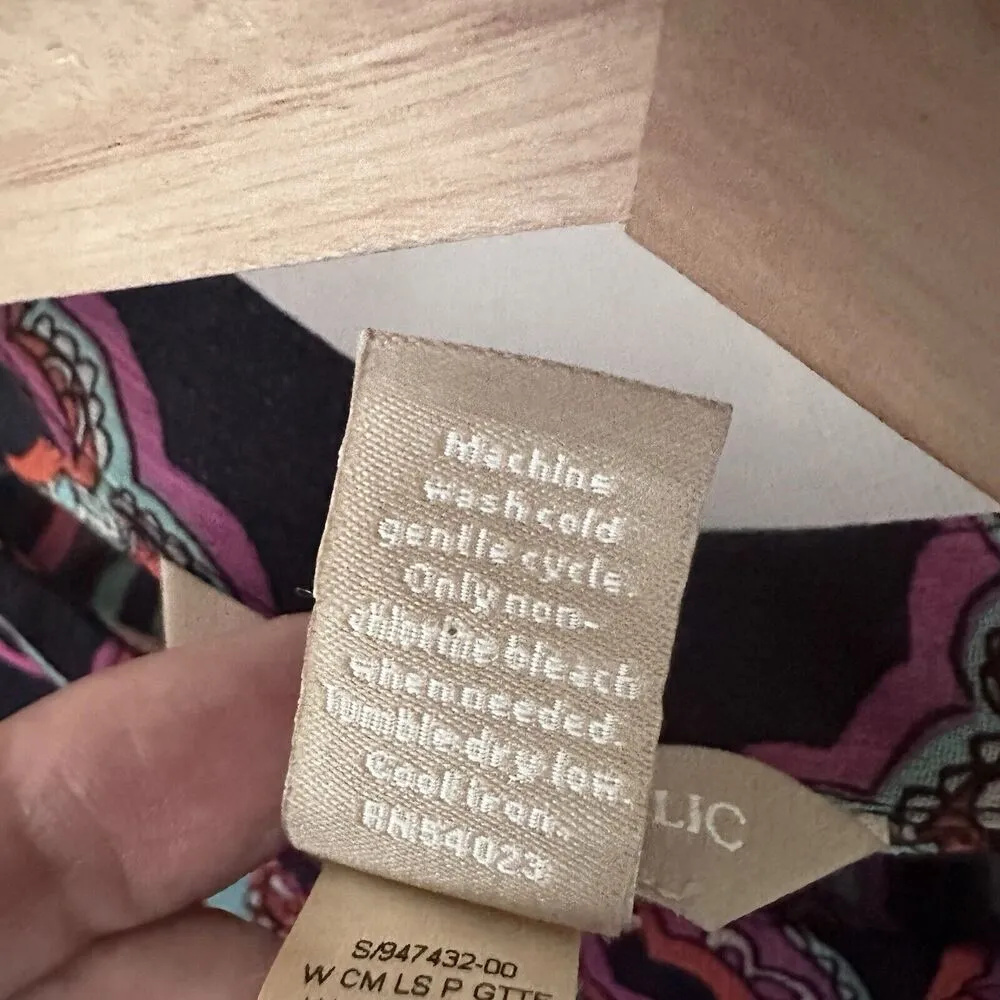 Machine
wash cold
gentle cycle.
Only non-
chlorine bleach
when needed.
Tumble dry low.
Cool iron.
RN54023
LIC
S/947432-00
W CM LS P GTTE